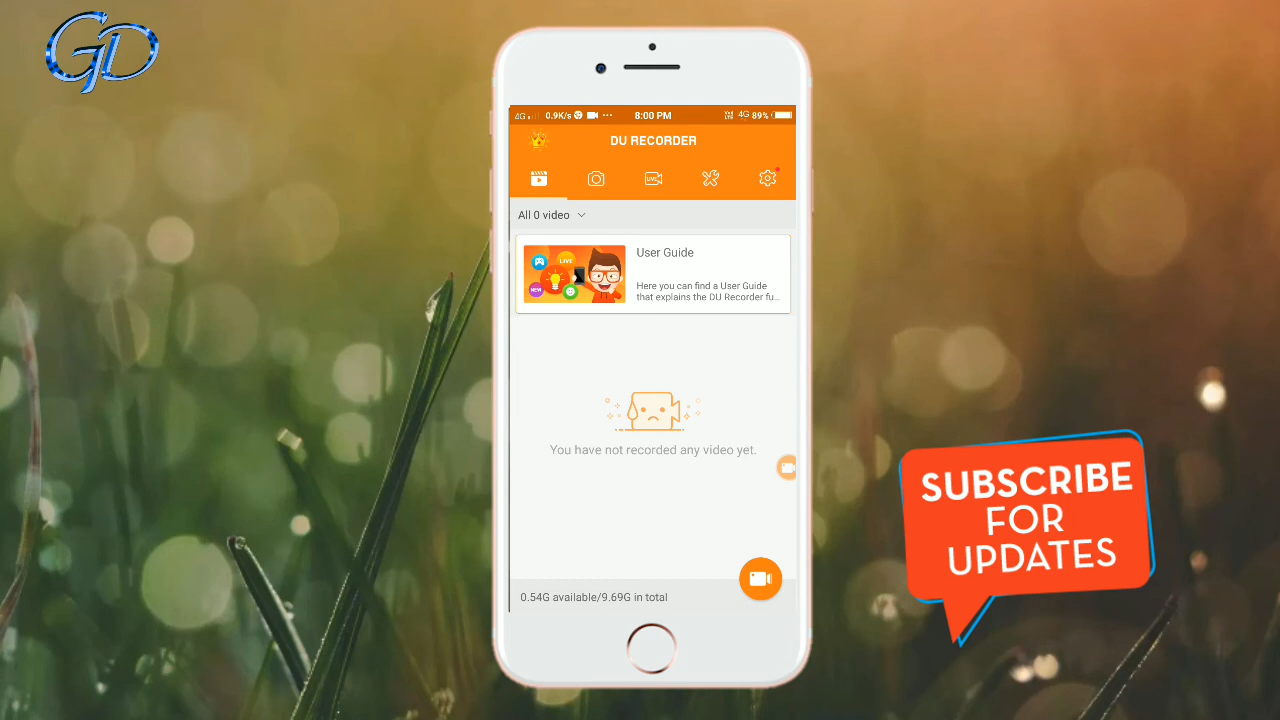 GD
4G 0.9K/s 8:00 PM 4G 89%
DU RECORDER
LIVE
All 0 video
User Guide
LIVE
NEW
Here you can find a User Guide
that explains the DU Recorder fu...
You have not recorded any video yet.
0.54G available/9.69G in total
SUBSCRIBE
FOR
UPDATES